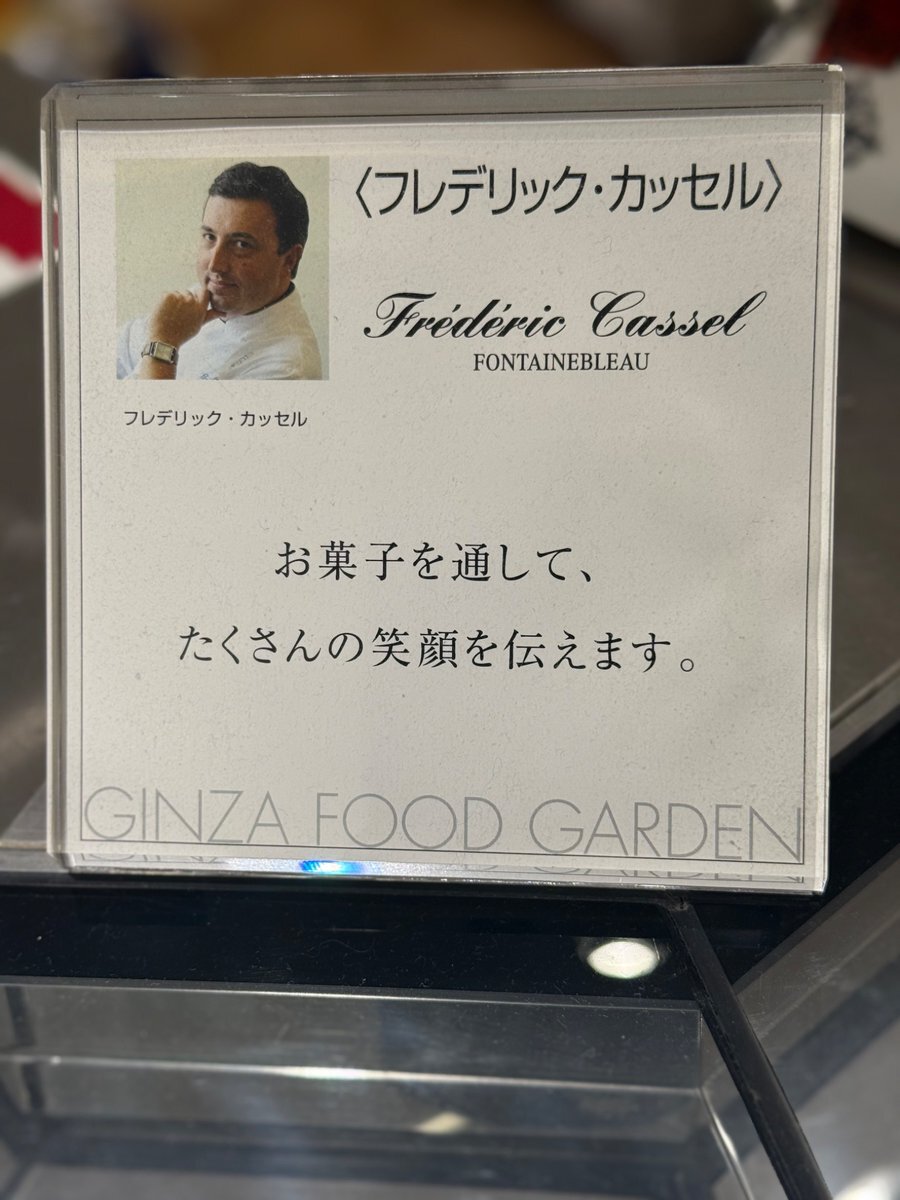 〈フレデリック・カッセル〉
Frédéric Cassel
FONTAINEBLEAU
フレデリック・カッセル
お菓子を通して、
たくさんの笑顔を伝えます。
GINZA FOOD GARDEN